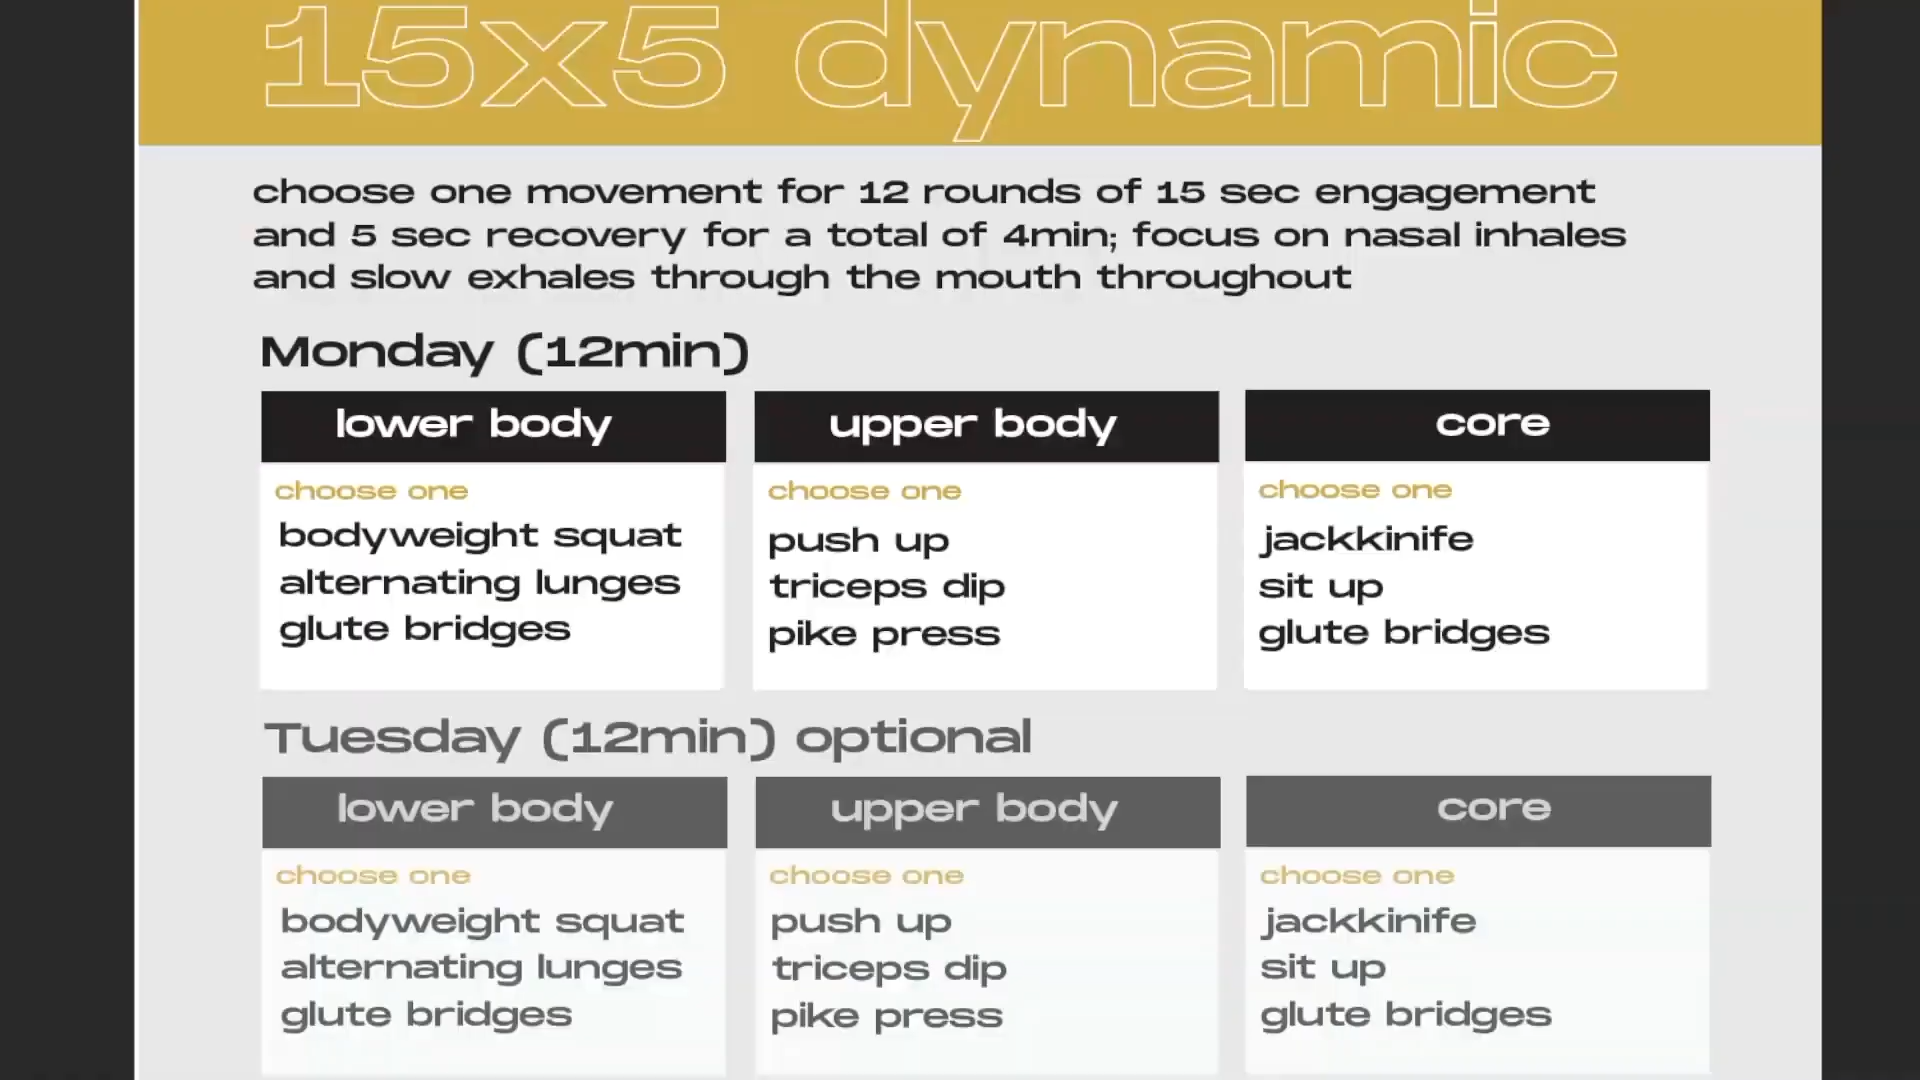 15x5 dynamic
choose one movement for 12 rounds of 15 sec engagement
and 5 sec recovery for a total of 4min; focus on nasal inhales
and slow exhales through the mouth throughout
Monday (12min)
lower body
choose one
bodyweight squat
alternating lunges
glute bridges
upper body
choose one
push up
triceps dip
pike press
core
choose one
jackkinife
sit up
glute bridges
Tuesday (12min) optional
lower body
choose one
bodyweight squat
alternating lunges
glute bridges
upper body
choose one
push up
triceps dip
pike press
core
choose one
jackkinife
sit up
glute bridges